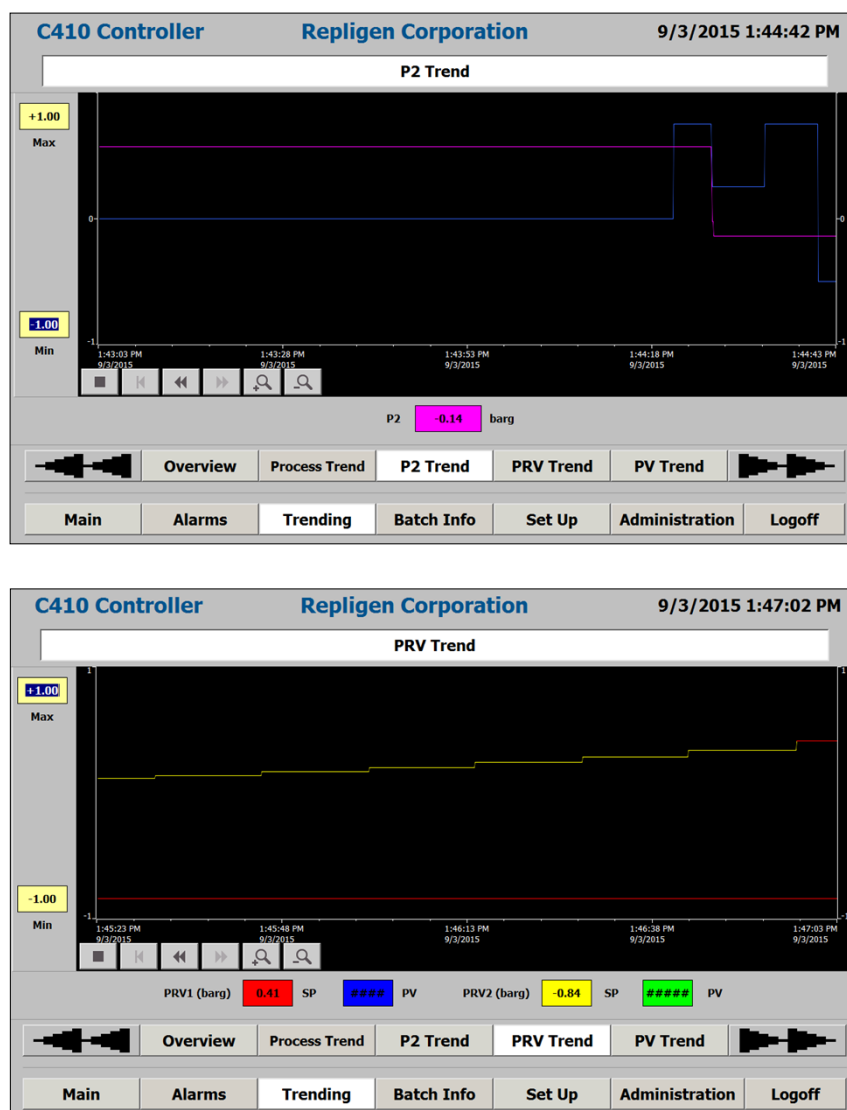 C410 Controller Repligen Corporation 9/3/2015 1:44:42 PM
P2 Trend
+1.00
Max
0 0
-1.00
Min
-1 -1
1:43:03 PM 1:43:28 PM 1:43:53 PM 1:44:18 PM 1:44:43 PM
9/3/2015 9/3/2015 9/3/2015 9/3/2015 9/3/2015
P2 -0.14 barg
Overview Process Trend P2 Trend PRV Trend PV Trend
Main Alarms Trending Batch Info Set Up Administration Logoff
C410 Controller Repligen Corporation 9/3/2015 1:47:02 PM
PRV Trend
1 1
+1.00
Max
-1.00
Min
-1 -1
1:45:23 PM 1:45:48 PM 1:46:13 PM 1:46:38 PM 1:47:03 PM
9/3/2015 9/3/2015 9/3/2015 9/3/2015 9/3/2015
PRV1 (barg) 0.41 SP #### PV PRV2 (barg) -0.84 SP ##### PV
Overview Process Trend P2 Trend PRV Trend PV Trend
Main Alarms Trending Batch Info Set Up Administration Logoff